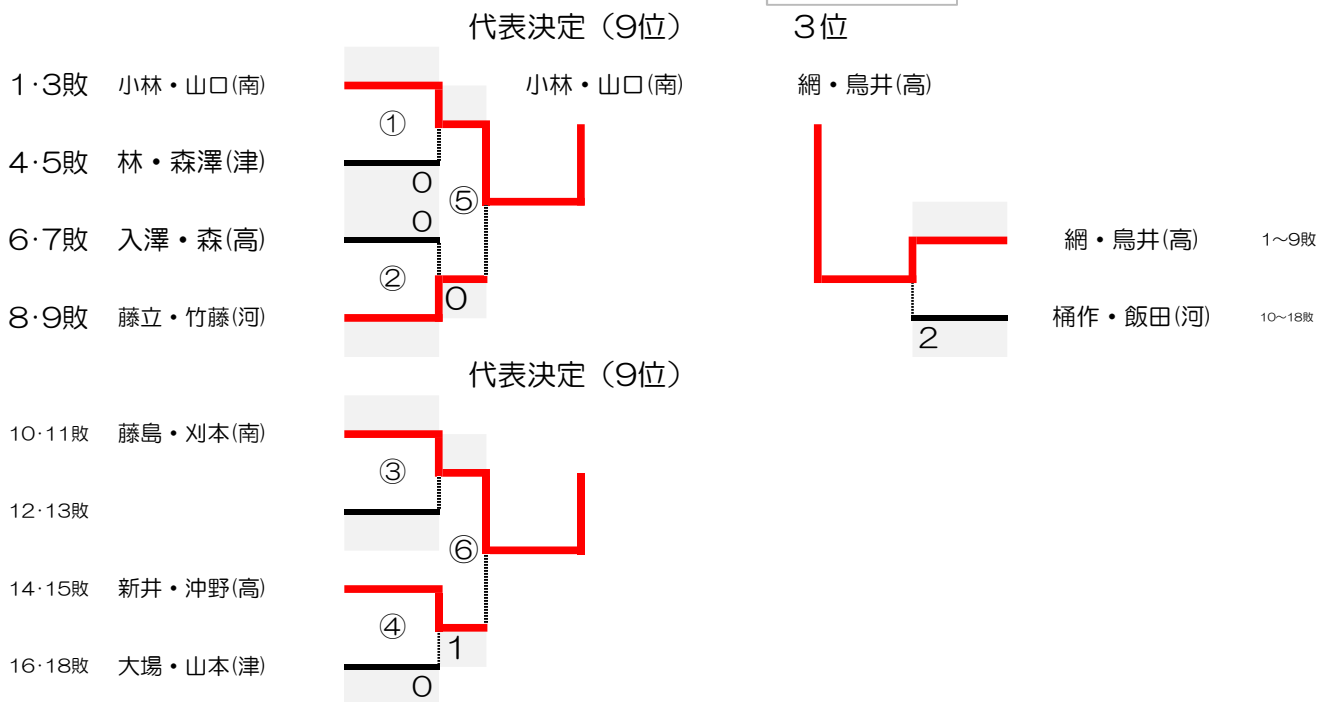 代表決定（9位） 3位
1·3敗 小林・山口(南) 小林・山口(南) 網・鳥井(高)
①
4·5敗 林・森澤(津)
0
⑤
0
6·7敗 入澤・森(高) 網・鳥井(高) 1～9敗
②
0
8·9敗 藤立・竹藤(河) 桶作・飯田(河) 10～18敗
2
代表決定（9位）
10·11敗 藤島・刈本(南)
③
12·13敗
⑥
14·15敗 新井・沖野(高)
④
1
16·18敗 大場・山本(津)
0